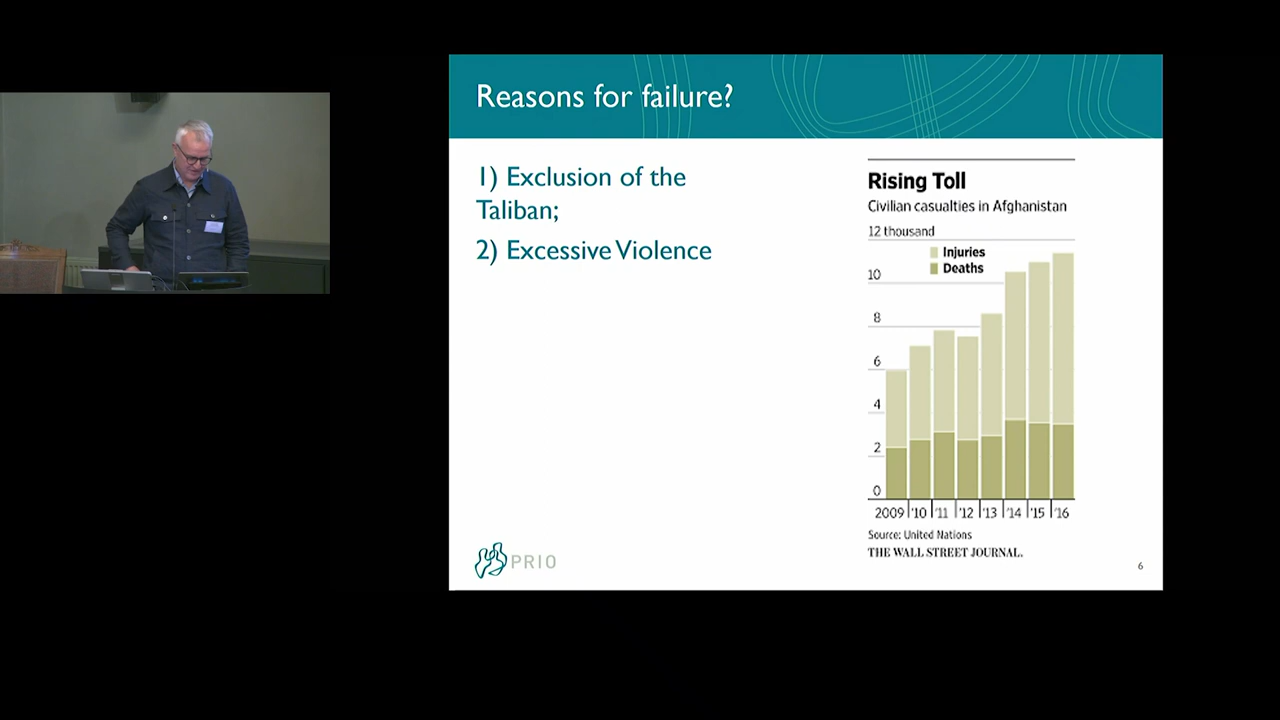 Reasons for failure?
1) Exclusion of the
Taliban;
2) Excessive Violence
Rising Toll
Civilian casualties in Afghanistan
12 thousand
Injuries
Deaths
10
8
6
4
2
0
2009 '10 '11 '12 '13 '14 '15 '16
Source: United Nations
THE WALL STREET JOURNAL.
PRIO
6